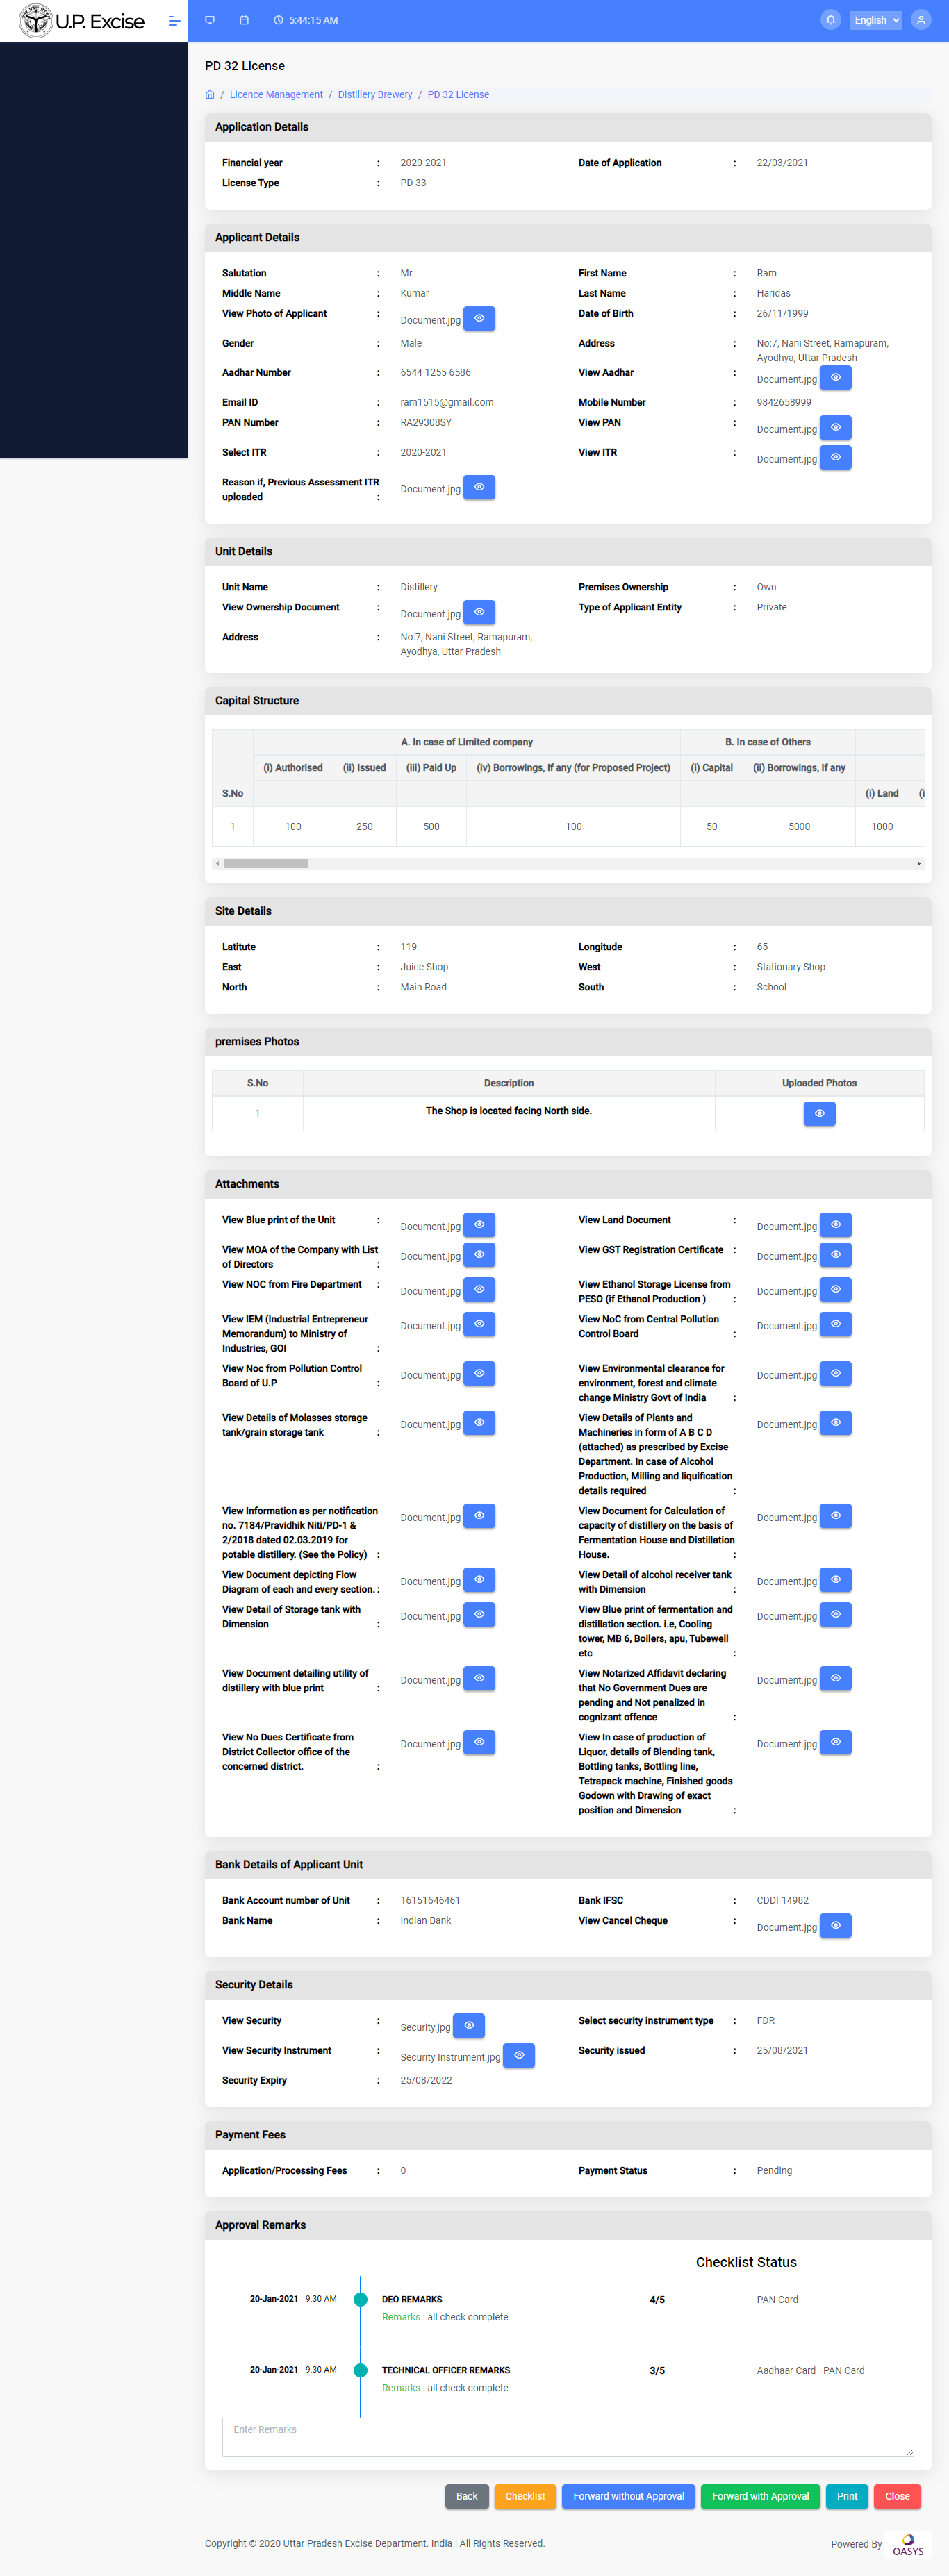 U.P. Excise
5:44:15 AM
English
PD 32 License
/ Licence Management / Distillery Brewery / PD 32 License
Application Details
Financial year : 2020-2021 Date of Application : 22/03/2021
License Type : PD 33
Applicant Details
Salutation : Mr. First Name : Ram
Middle Name : Kumar Last Name : Haridas
View Photo of Applicant : Document.jpg Date of Birth : 26/11/1999
Gender : Male Address : No:7, Nani Street, Ramapuram,
Ayodhya, Uttar Pradesh
Aadhar Number : 6544 1255 6586 View Aadhar : Document.jpg
Email ID : ram1515@gmail.com Mobile Number : 9842658999
PAN Number : RA29308SY View PAN : Document.jpg
Select ITR : 2020-2021 View ITR : Document.jpg
Reason if, Previous Assessment ITR
uploaded : Document.jpg
Unit Details
Unit Name : Distillery Premises Ownership : Own
View Ownership Document : Document.jpg Type of Applicant Entity : Private
Address : No:7, Nani Street, Ramapuram,
Ayodhya, Uttar Pradesh
Capital Structure
A. In case of Limited company B. In case of Others
(i) Authorised (ii) Issued (iii) Paid Up (iv) Borrowings, If any (for Proposed Project) (i) Capital (ii) Borrowings, If any
S.No (i) Land (i
1 100 250 500 100 50 5000 1000
Site Details
Latitute : 119 Longitude : 65
East : Juice Shop West : Stationary Shop
North : Main Road South : School
premises Photos
S.No Description Uploaded Photos
1 The Shop is located facing North side.
Attachments
View Blue print of the Unit : Document.jpg View Land Document : Document.jpg
View MOA of the Company with List
of Directors : Document.jpg View GST Registration Certificate : Document.jpg
View NOC from Fire Department : Document.jpg View Ethanol Storage License from
PESO (if Ethanol Production ) : Document.jpg
View IEM (Industrial Entrepreneur
Memorandum) to Ministry of
Industries, GOI : Document.jpg View NoC from Central Pollution
Control Board : Document.jpg
View Noc from Pollution Control
Board of U.P : Document.jpg View Environmental clearance for
environment, forest and climate
change Ministry Govt of India : Document.jpg
View Details of Molasses storage
tank/grain storage tank : Document.jpg View Details of Plants and
Machineries in form of A B C D
(attached) as prescribed by Excise
Department. In case of Alcohol
Production, Milling and liquification
details required : Document.jpg
View Information as per notification
no. 7184/Pravidhik Niti/PD-1 &
2/2018 dated 02.03.2019 for
potable distillery. (See the Policy) : Document.jpg View Document for Calculation of
capacity of distillery on the basis of
Fermentation House and Distillation
House. : Document.jpg
View Document depicting Flow
Diagram of each and every section. : Document.jpg View Detail of alcohol receiver tank
with Dimension : Document.jpg
View Detail of Storage tank with
Dimension : Document.jpg View Blue print of fermentation and
distillation section. i.e, Cooling
tower, MB 6, Boilers, apu, Tubewell
etc : Document.jpg
View Document detailing utility of
distillery with blue print : Document.jpg View Notarized Affidavit declaring
that No Government Dues are
pending and Not penalized in
cognizant offence : Document.jpg
View No Dues Certificate from
District Collector office of the
concerned district. : Document.jpg View In case of production of
Liquor, details of Blending tank,
Bottling tanks, Bottling line,
Tetrapack machine, Finished goods
Godown with Drawing of exact
position and Dimension : Document.jpg
Bank Details of Applicant Unit
Bank Account number of Unit : 16151646461 Bank IFSC : CDDF14982
Bank Name : Indian Bank View Cancel Cheque : Document.jpg
Security Details
View Security : Security.jpg Select security instrument type : FDR
View Security Instrument : Security Instrument.jpg Security issued : 25/08/2021
Security Expiry : 25/08/2022
Payment Fees
Application/Processing Fees : 0 Payment Status : Pending
Approval Remarks
Checklist Status
20-Jan-2021 9:30 AM DEO REMARKS 4/5 PAN Card
Remarks : all check complete
20-Jan-2021 9:30 AM TECHNICAL OFFICER REMARKS 3/5 Aadhaar Card PAN Card
Remarks : all check complete
Enter Remarks
Back Checklist Forward without Approval Forward with Approval Print Close
Copyright © 2020 Uttar Pradesh Excise Department. India | All Rights Reserved. Powered By OASYS